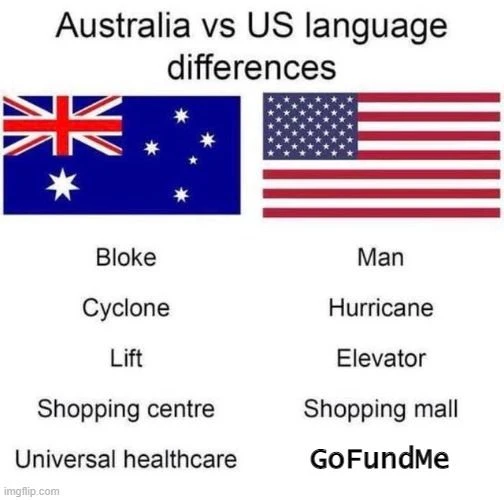 Australia vs US language
differences
Bloke Man
Cyclone Hurricane
Lift Elevator
Shopping centre Shopping mall
Universal healthcare GoFundMe
imgflip.com